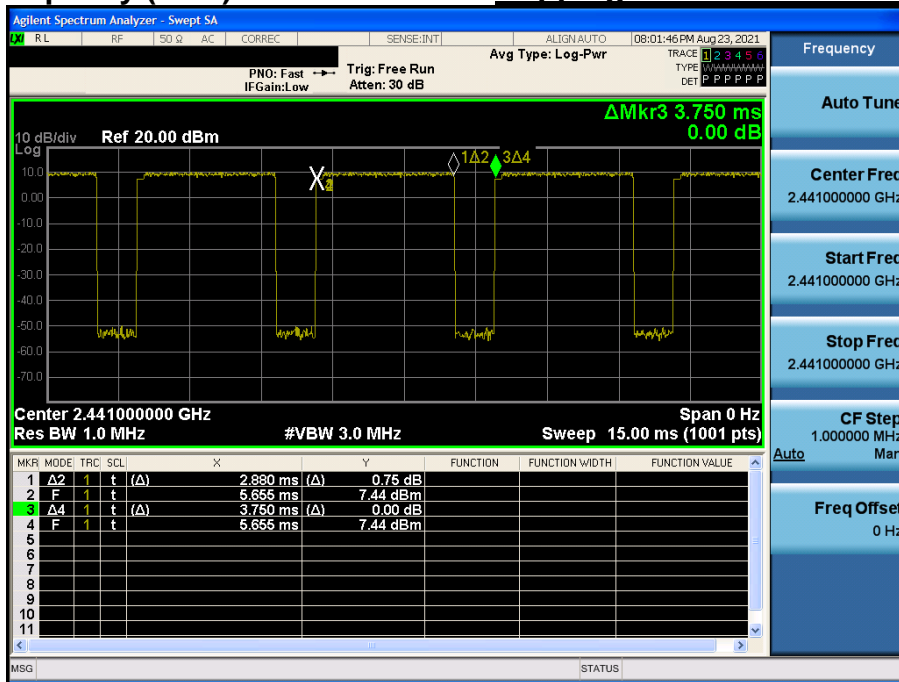 Agilent Spectrum Analyzer - Swept SA
LXI RL RF 50 Ω AC CORREC SENSE:INT ALIGN AUTO 08:01:46 PM Aug 23, 2021
Avg Type: Log-Pwr TRACE 1 2 3 4 5 6
PNO: Fast Trig: Free Run TYPE WWWWWW
IFGain:Low Atten: 30 dB DET P P P P P P
ΔMkr3 3.750 ms
0.00 dB
10 dB/div Ref 20.00 dBm
Log
1Δ2 3Δ4
10.0
X
0.00
-10.0
-20.0
-30.0
-40.0
-50.0
-60.0
-70.0
Center 2.441000000 GHz Span 0 Hz
Res BW 1.0 MHz #VBW 3.0 MHz Sweep 15.00 ms (1001 pts)
MKR MODE TRC SCL X Y FUNCTION FUNCTION WIDTH FUNCTION VALUE
1 Δ2 1 t (Δ) 2.880 ms (Δ) 0.75 dB
2 F 1 t 5.655 ms 7.44 dBm
3 Δ4 1 t (Δ) 3.750 ms (Δ) 0.00 dB
4 F 1 t 5.655 ms 7.44 dBm
5
6
7
8
9
10
11
MSG STATUS
Frequency
Auto Tune
Center Freq
2.441000000 GHz
Start Freq
2.441000000 GHz
Stop Freq
2.441000000 GHz
CF Step
1.000000 MHz
Auto Man
Freq Offset
0 Hz